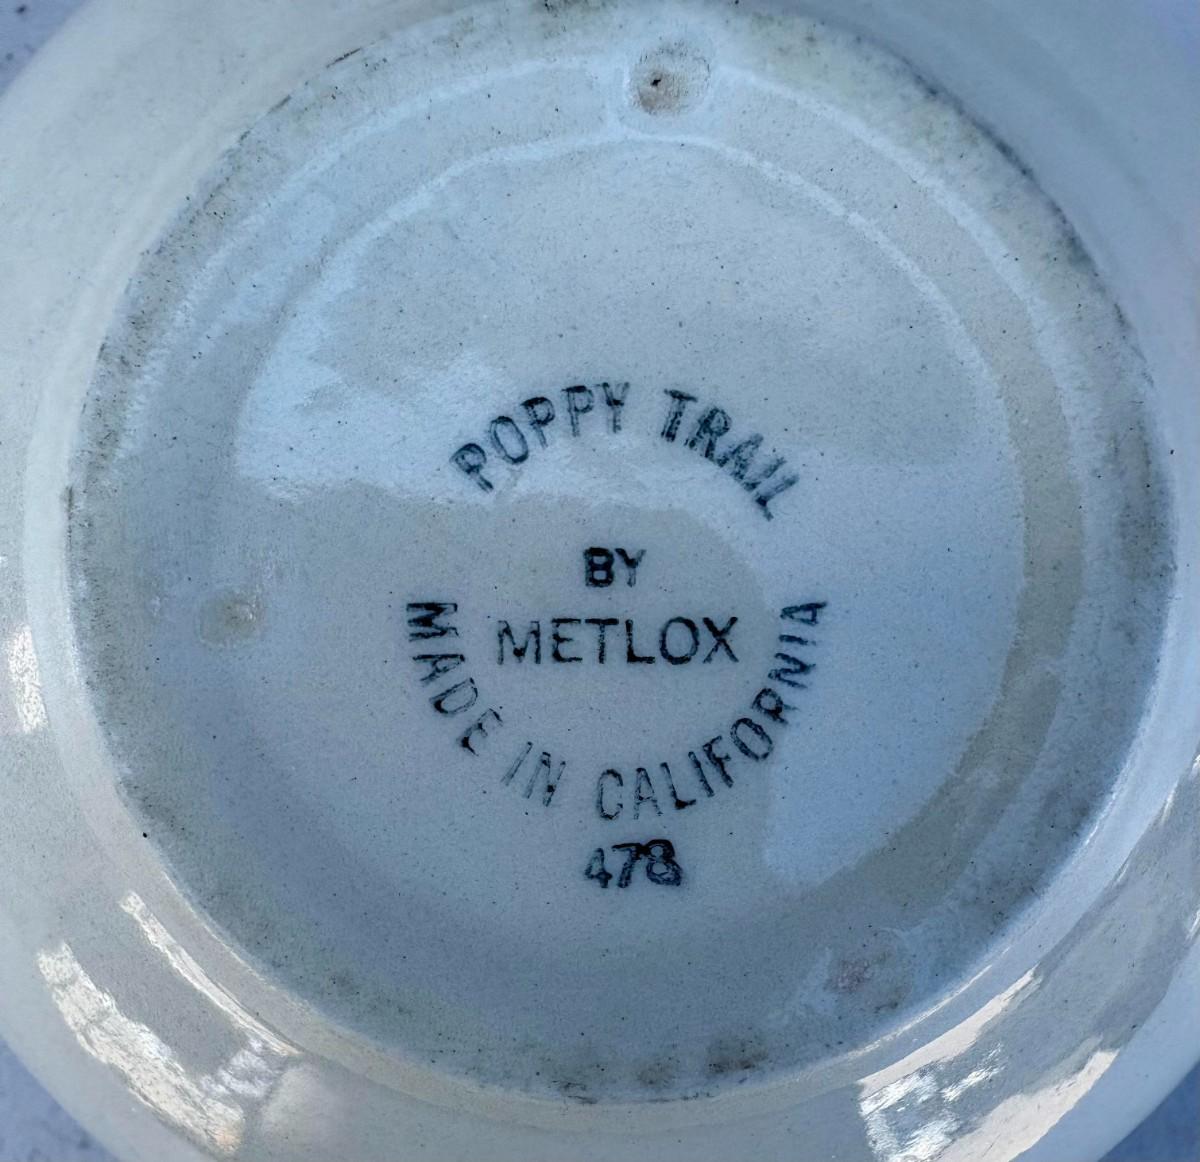 POPPY TRAIL
BY
METLOX
MADE IN CALIFORNIA
478